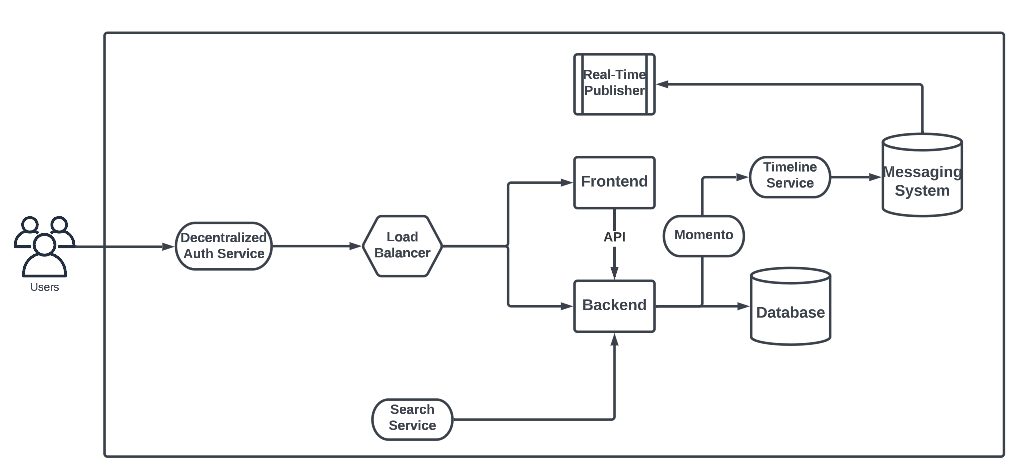 Real-Time
Publisher
Messaging
System
Timeline
Service
Frontend
API
Momento
Decentralized
Auth Service
Load
Balancer
Users
Backend
Database
Search
Service